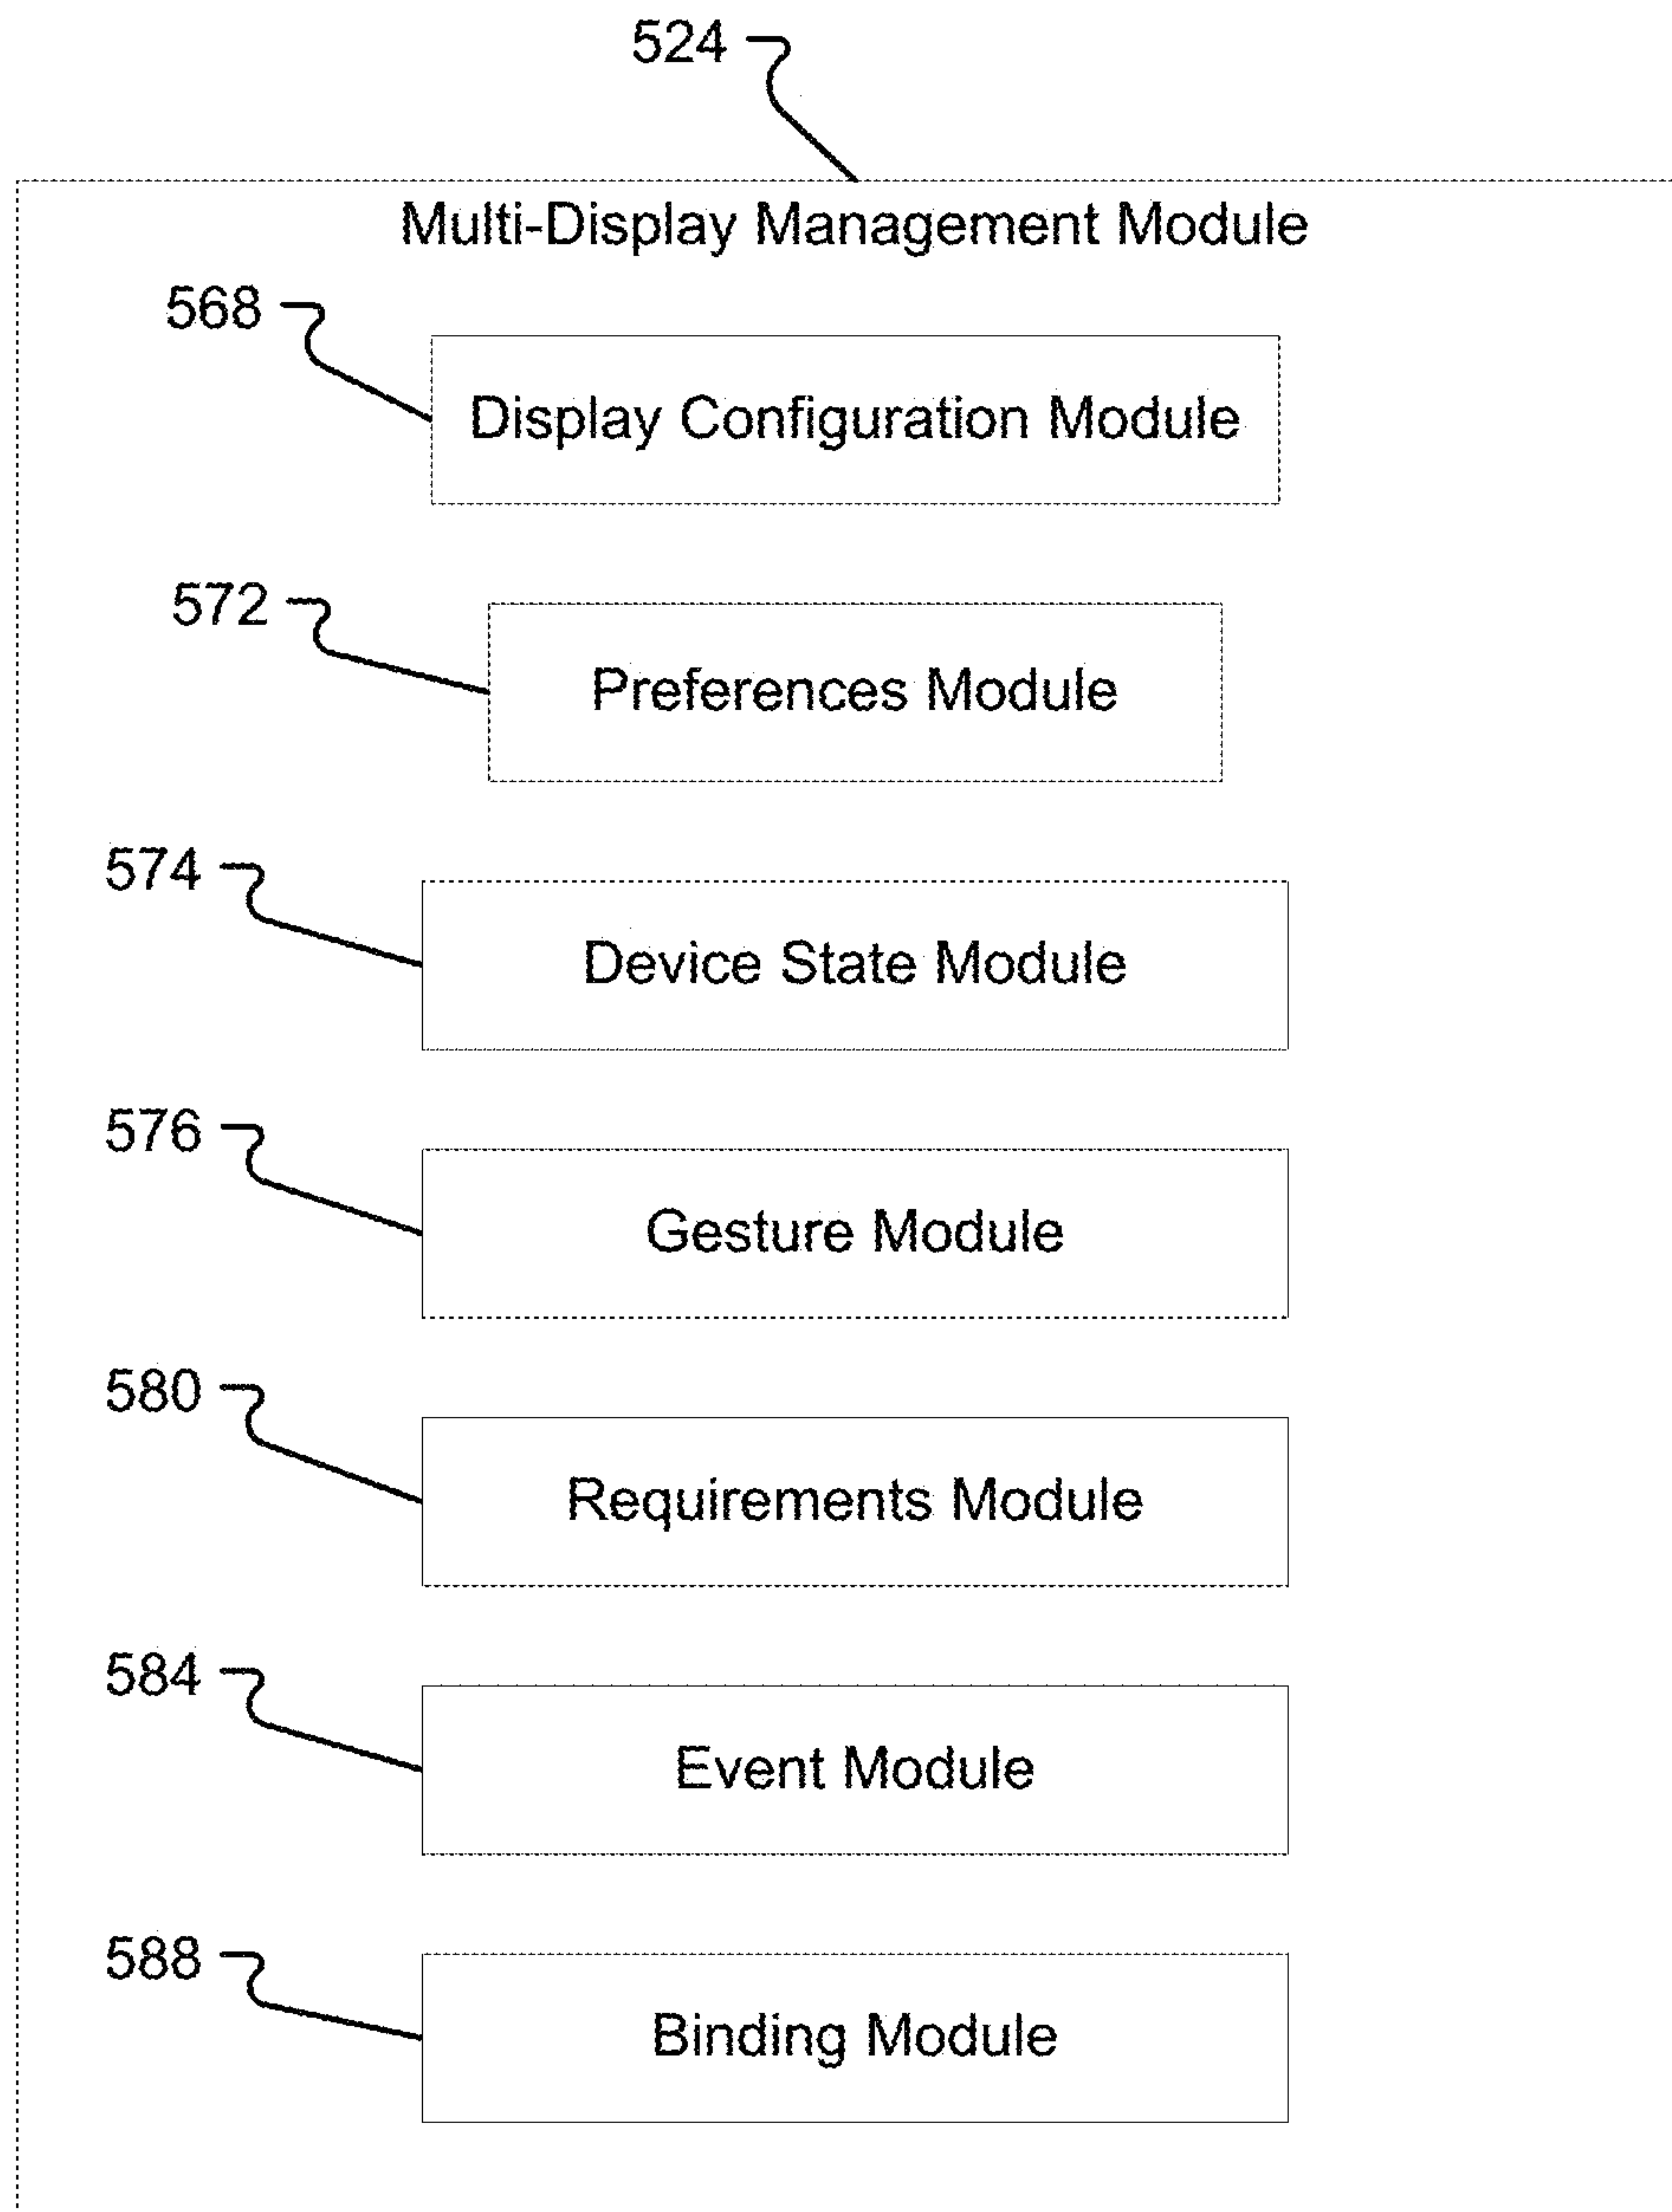 524
Multi-Display Management Module
568
Display Configuration Module
572
Preferences Module
574
Device State Module
576
Gesture Module
580
Requirements Module
584
Event Module
588
Binding Module